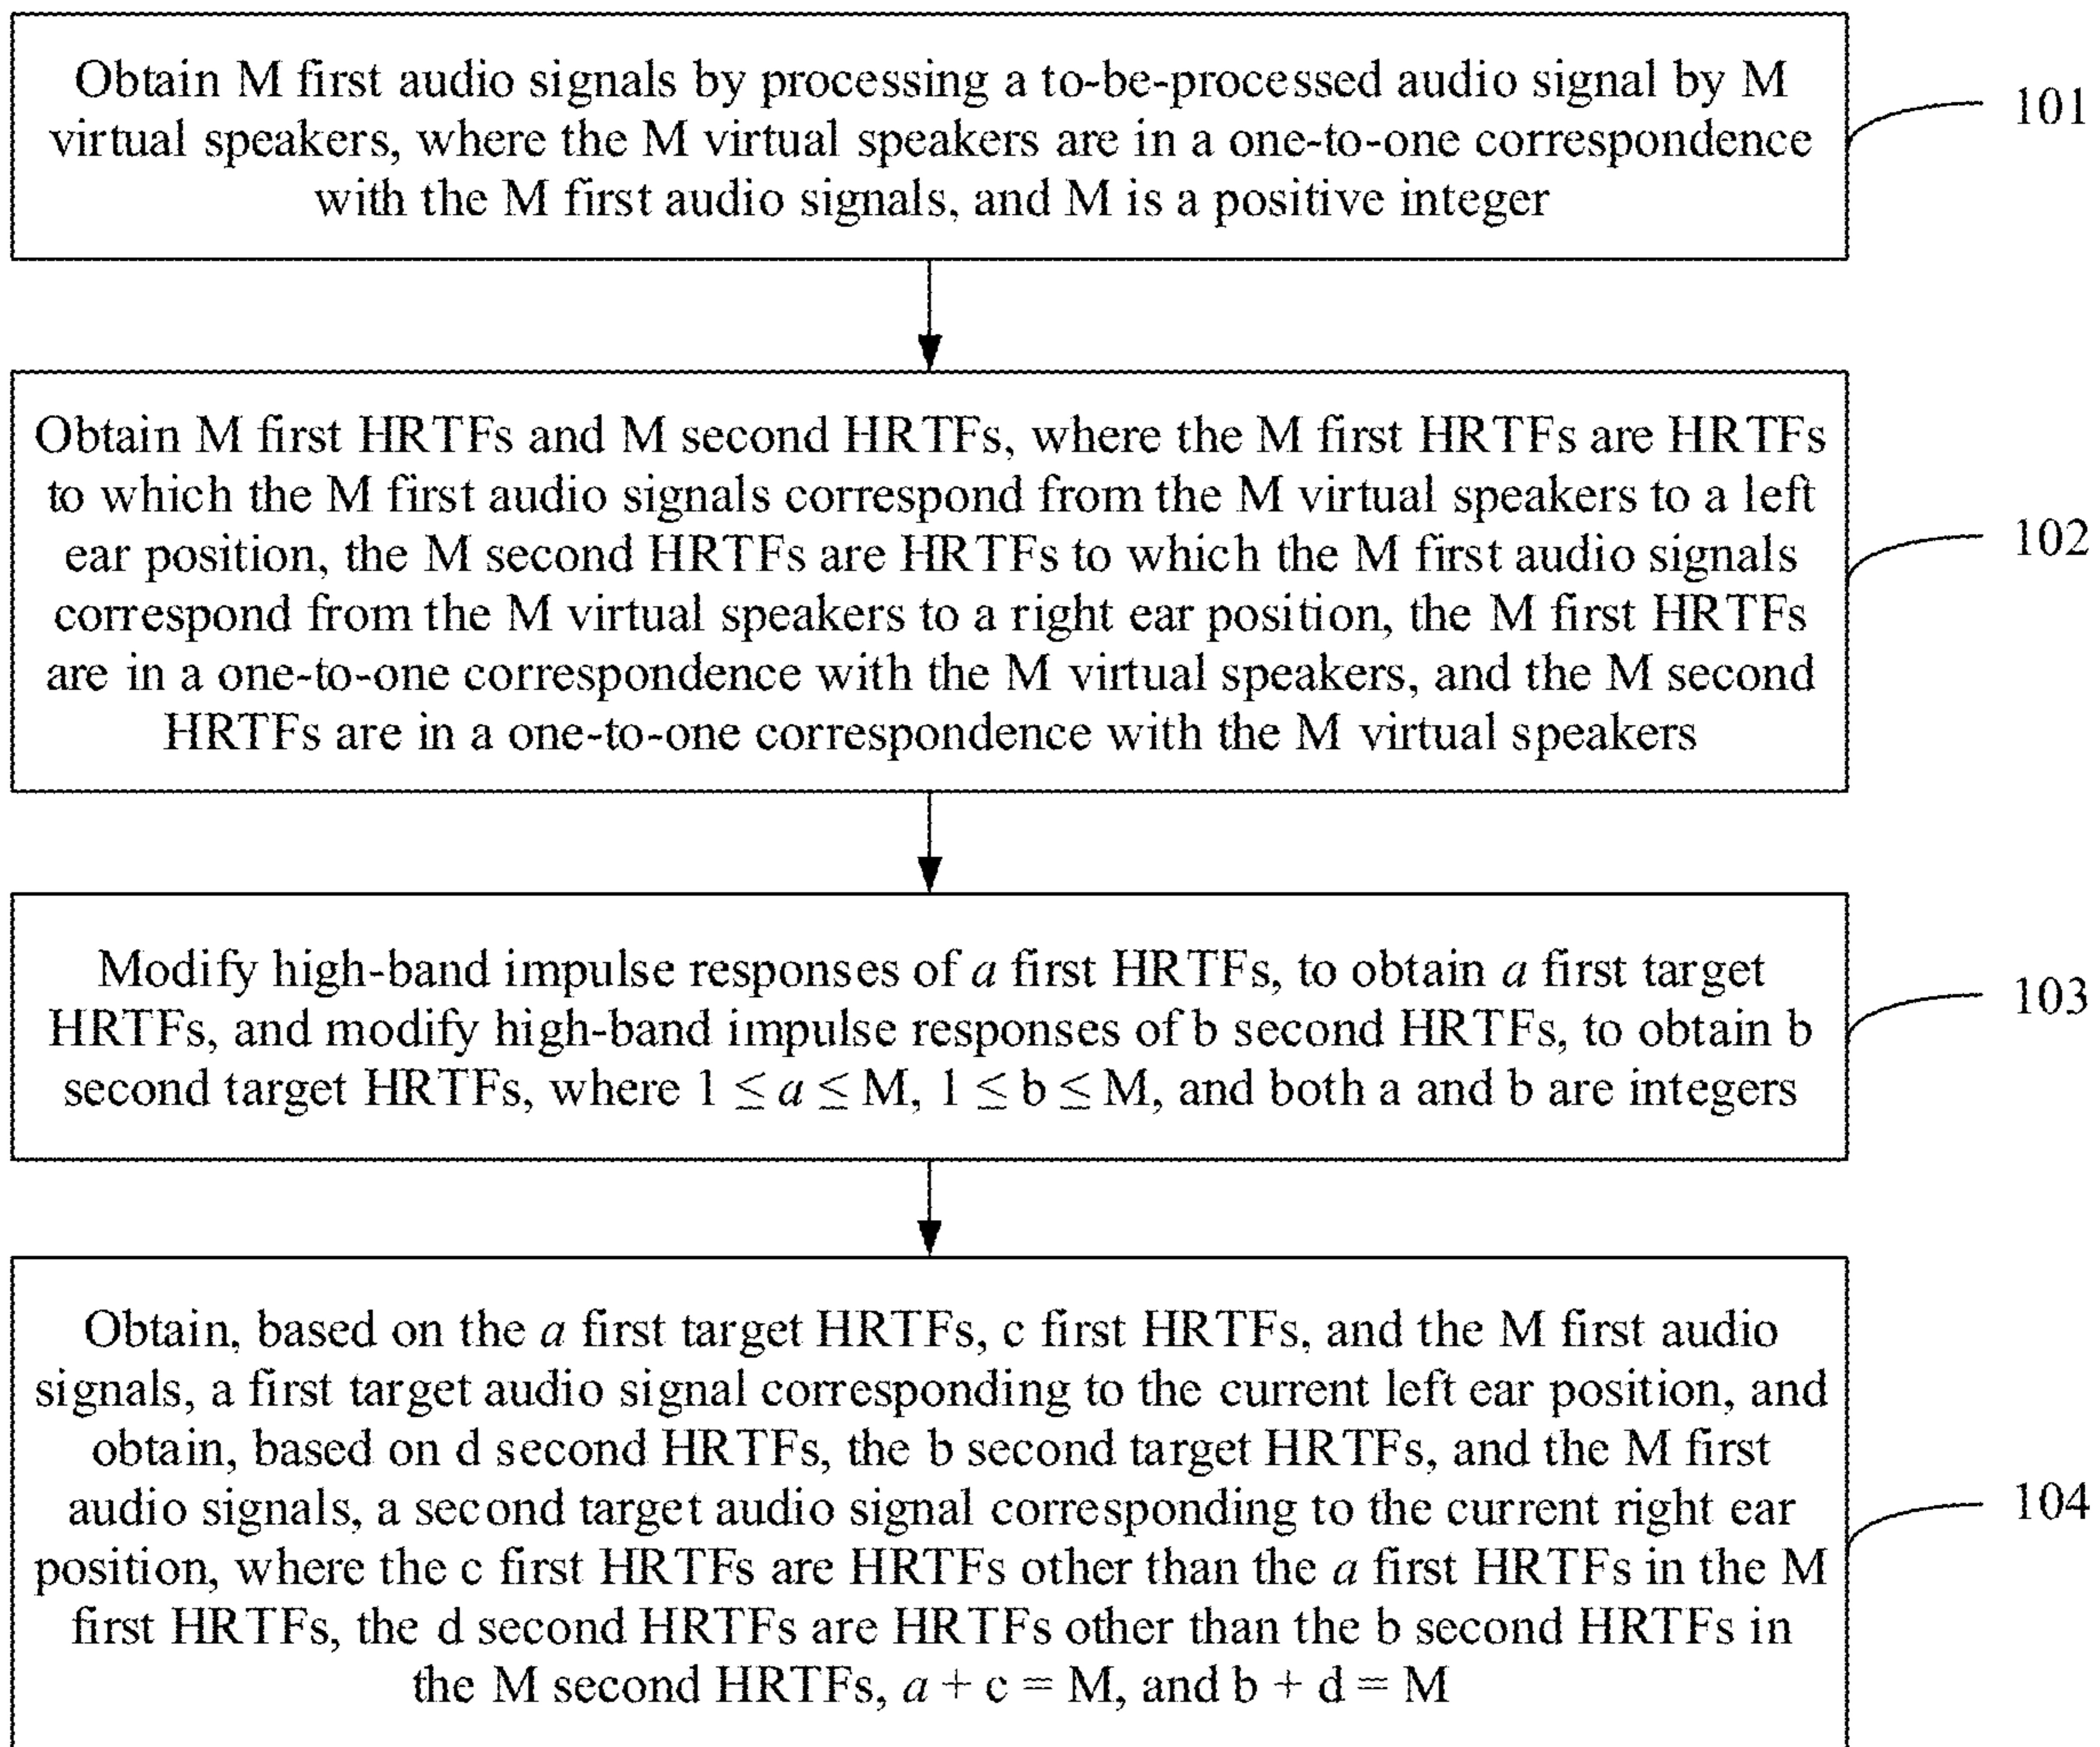 Obtain M first audio signals by processing a to-be-processed audio signal by M
virtual speakers, where the M virtual speakers are in a one-to-one correspondence
with the M first audio signals, and M is a positive integer
101
Obtain M first HRTFs and M second HRTFs, where the M first HRTFs are HRTFs
to which the M first audio signals correspond from the M virtual speakers to a left
ear position, the M second HRTFs are HRTFs to which the M first audio signals
correspond from the M virtual speakers to a right ear position, the M first HRTFs
are in a one-to-one correspondence with the M virtual speakers, and the M second
HRTFs are in a one-to-one correspondence with the M virtual speakers
102
Modify high-band impulse responses of a first HRTFs, to obtain a first target
HRTFs, and modify high-band impulse responses of b second HRTFs, to obtain b
second target HRTFs, where 1 ≤ a ≤ M, 1 ≤ b ≤ M, and both a and b are integers
103
Obtain, based on the a first target HRTFs, c first HRTFs, and the M first audio
signals, a first target audio signal corresponding to the current left ear position, and
obtain, based on d second HRTFs, the b second target HRTFs, and the M first
audio signals, a second target audio signal corresponding to the current right ear
position, where the c first HRTFs are HRTFs other than the a first HRTFs in the M
first HRTFs, the d second HRTFs are HRTFs other than the b second HRTFs in
the M second HRTFs, a + c = M, and b + d = M
104